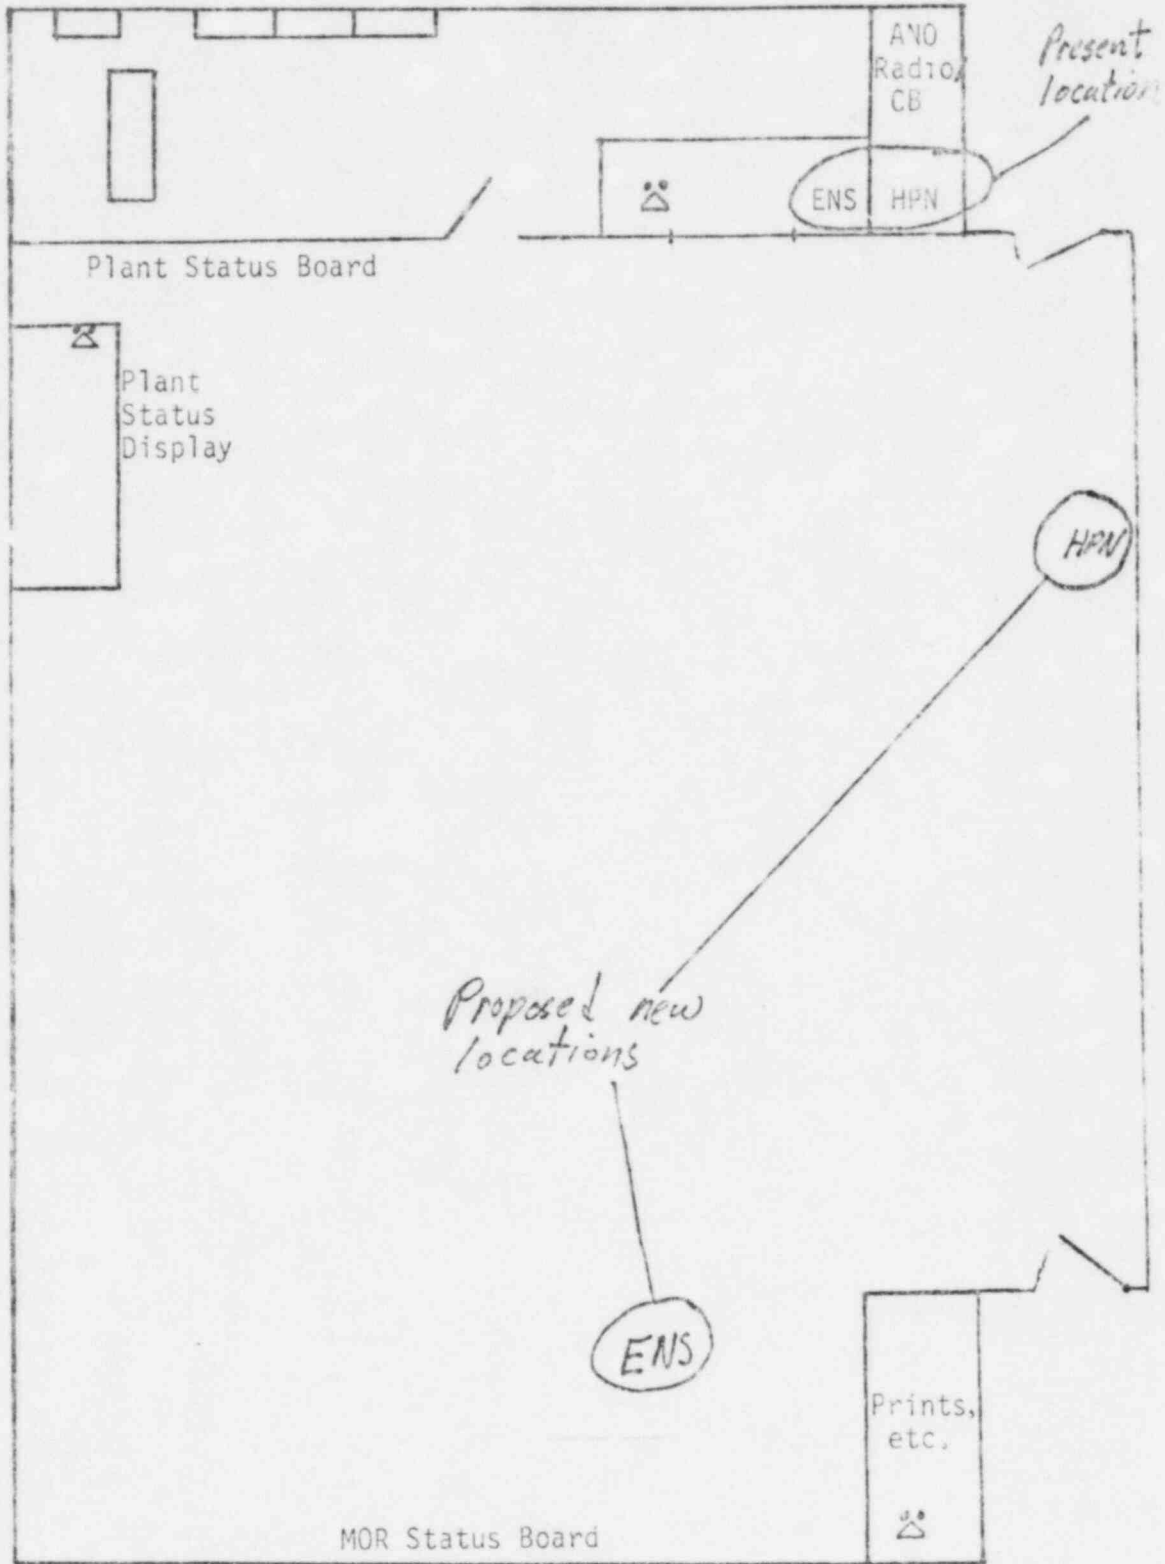 ANO
Radio/
CB
Present
location
ENS
HPN
Plant Status Board
Plant
Status
Display
HPN
Proposed new
locations
ENS
Prints,
etc.
MOR Status Board